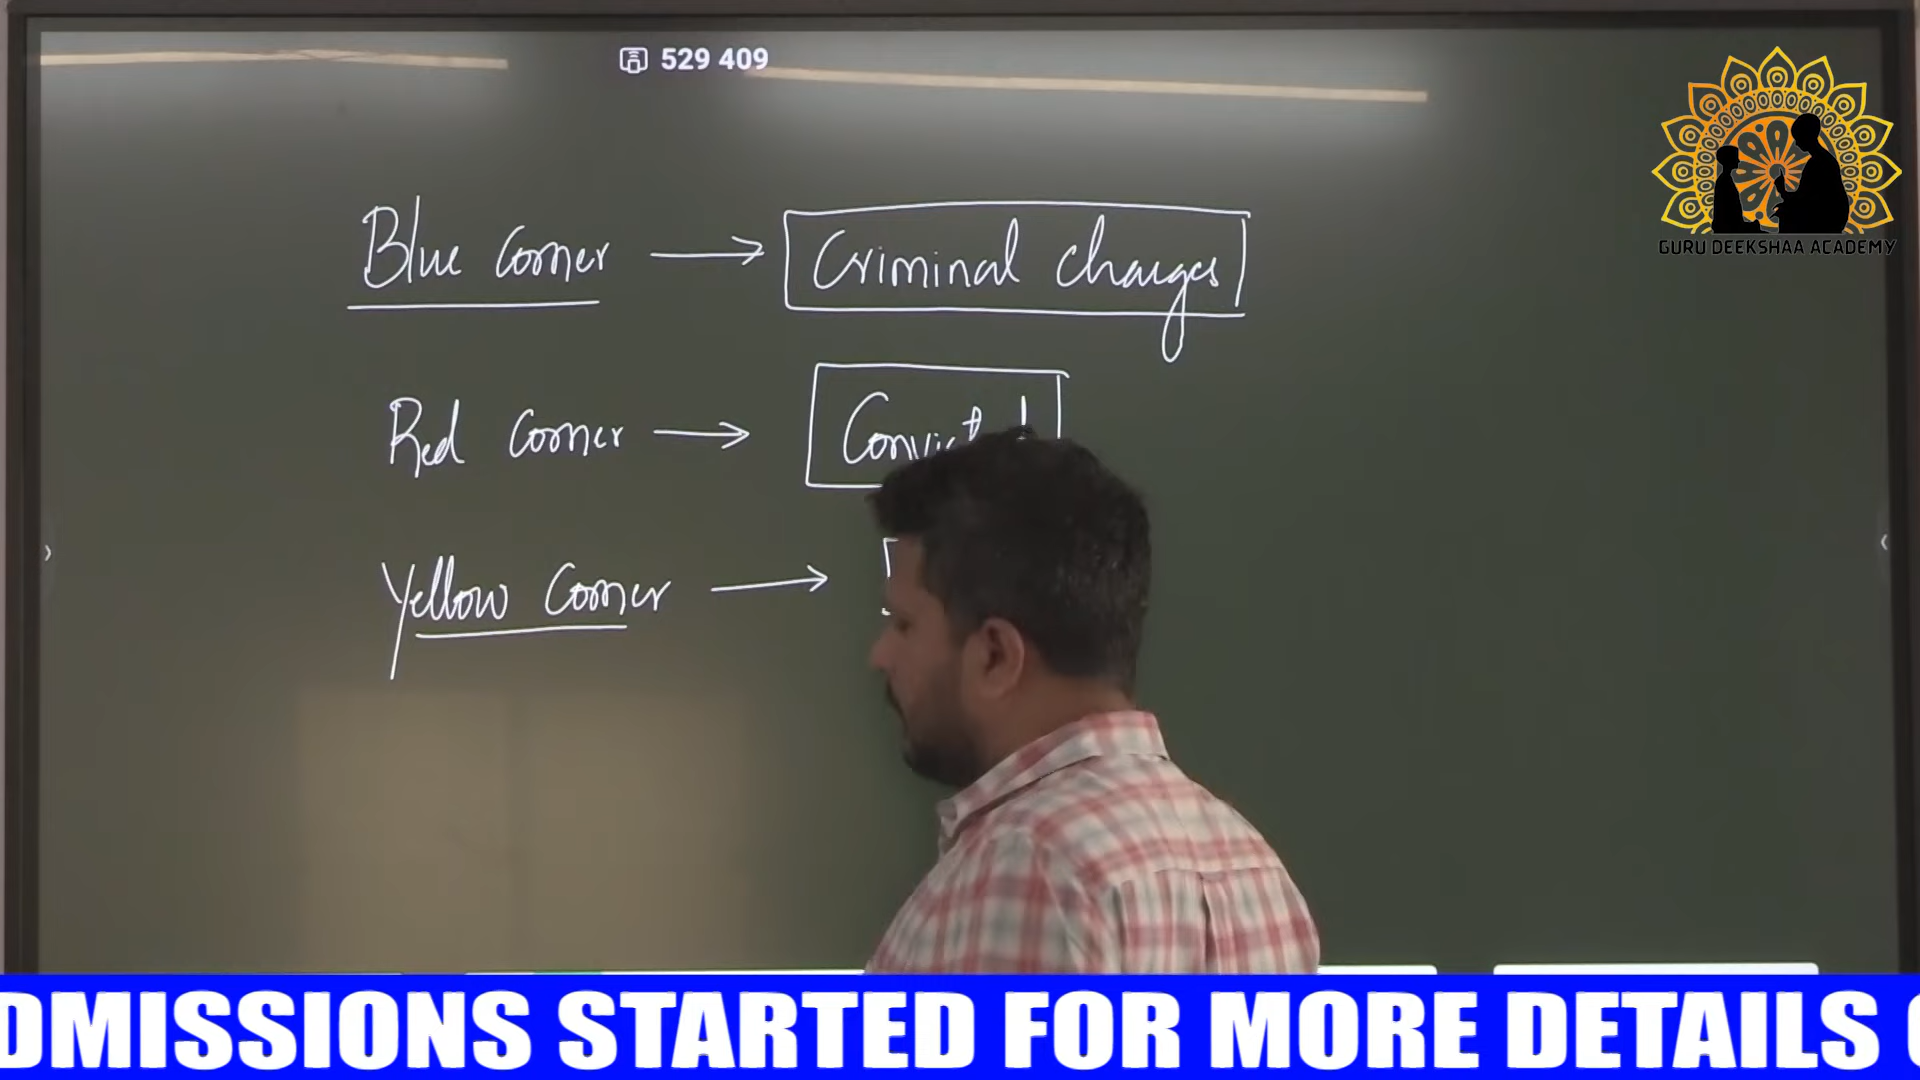 529 409
GURU DEEKSHAA ACADEMY
Blue Corner → Criminal charges
Red Corner →
Yellow Corner →
DMISSIONS STARTED FOR MORE DETAILS